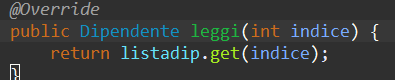 @Override
public Dipendente leggi(int indice) {
return listadip.get(indice);
}